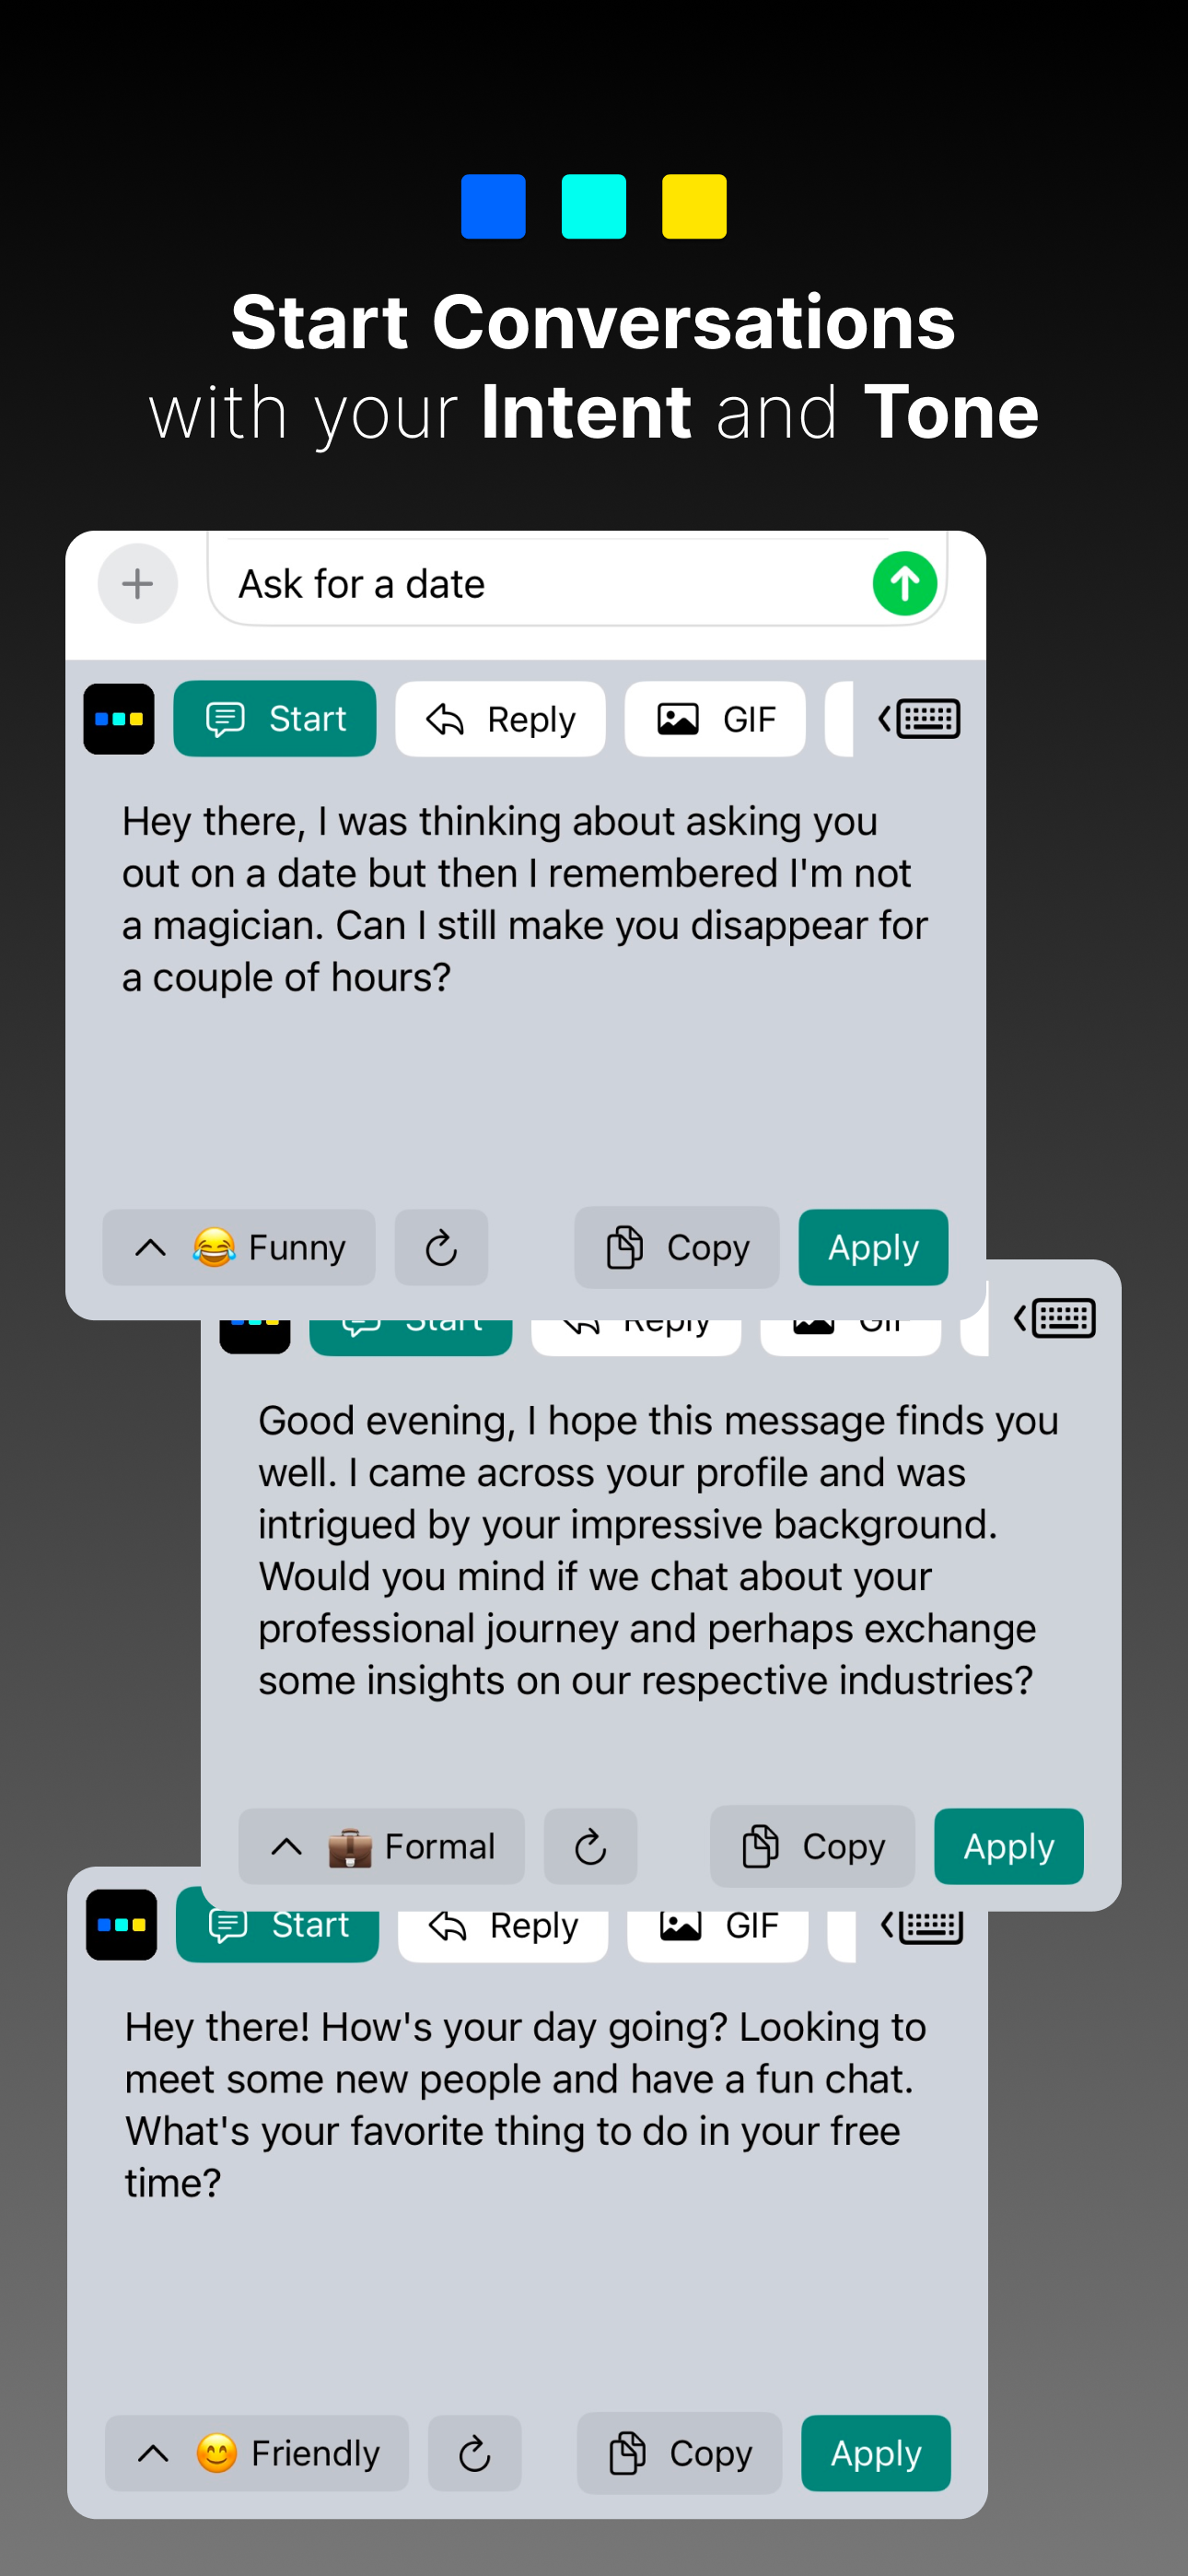 Start Conversations
with your Intent and Tone
Ask for a date
Start Reply GIF
Hey there, I was thinking about asking you
out on a date but then I remembered I'm not
a magician. Can I still make you disappear for
a couple of hours?
Funny Copy Apply
Start Reply GIF
Good evening, I hope this message finds you
well. I came across your profile and was
intrigued by your impressive background.
Would you mind if we chat about your
professional journey and perhaps exchange
some insights on our respective industries?
Formal Copy Apply
Start Reply GIF
Hey there! How's your day going? Looking to
meet some new people and have a fun chat.
What's your favorite thing to do in your free
time?
Friendly Copy Apply